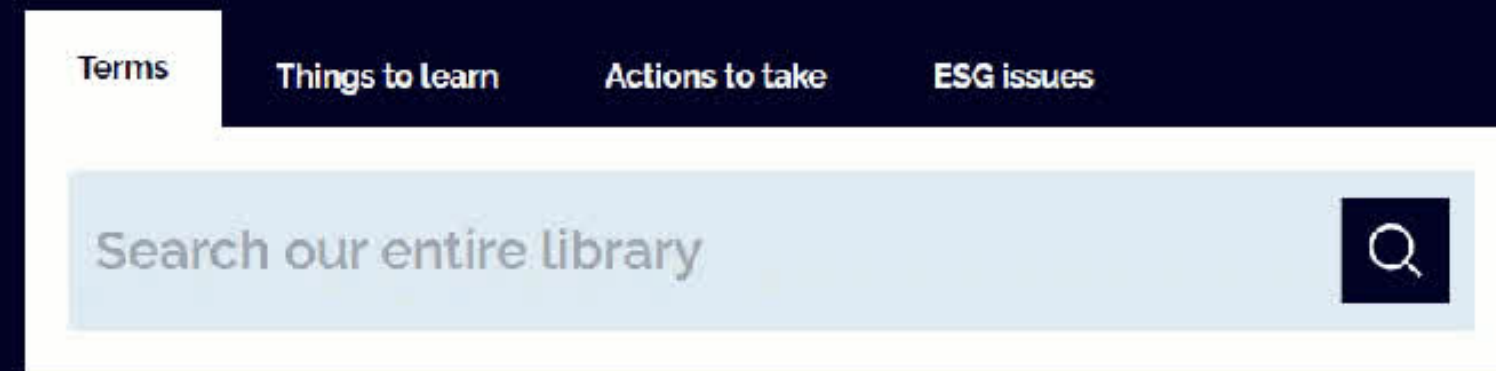 Terms Things to learn Actions to take ESG issues
Search our entire library